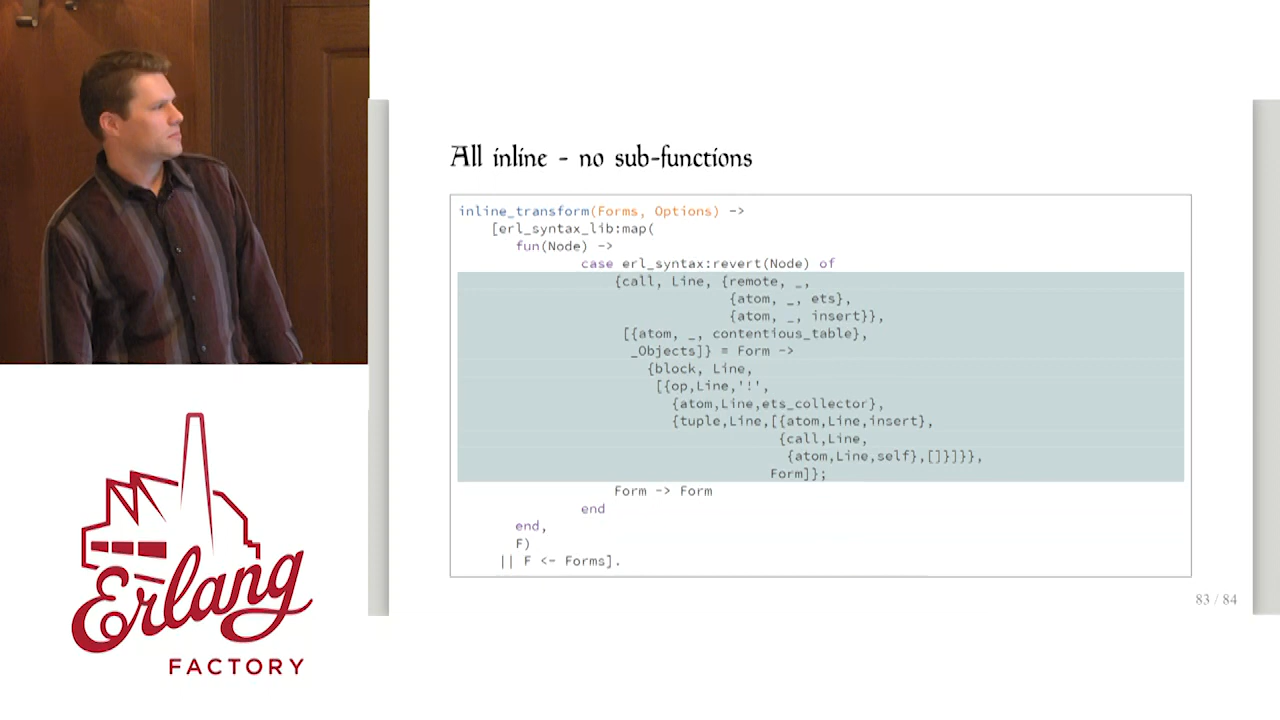 All inline - no sub-functions
inline_transform(Forms, Options) ->
[erl_syntax_lib:map(
fun(Node) ->
case erl_syntax:revert(Node) of
{call, Line, {remote, _,
{atom, _, ets},
{atom, _, insert}},
[{atom, _, contentious_table},
_Objects]} = Form ->
{block, Line,
[{op,Line,'!',
{atom,Line,ets_collector},
{tuple,Line,[{atom,Line,insert},
{call,Line,
{atom,Line,self},[]}]}},
Form]};
Form -> Form
end
end,
F)
|| F <- Forms].
83 / 84
Erlang
FACTORY